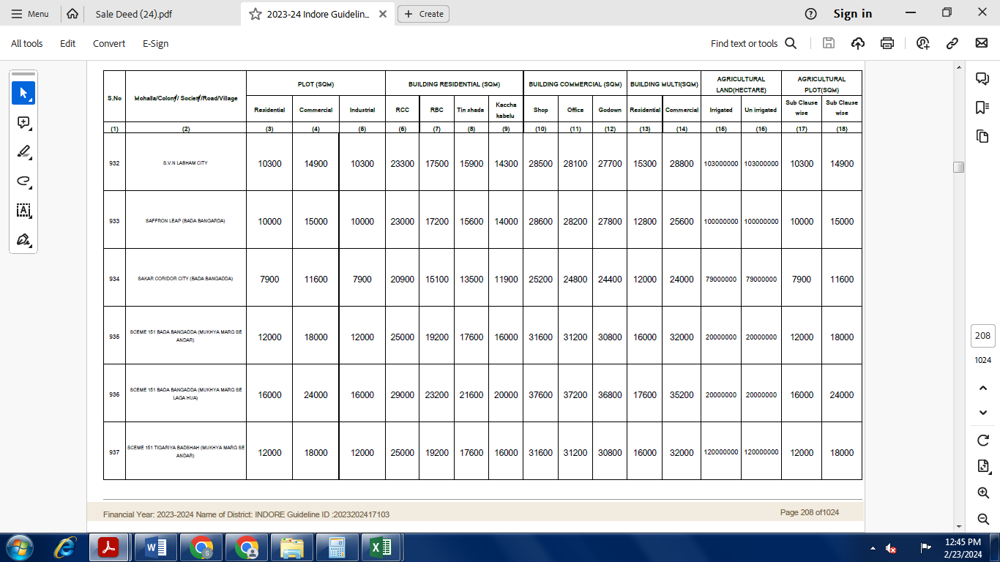 Menu
Sale Deed (24).pdf
2023-24 Indore Guidelin...
Create
Sign in
All tools
Edit
Convert
E-Sign
Find text or tools
S.No
Mohalla/Colony/ Society/Road/Village
PLOT (SQM)
BUILDING RESIDENTIAL (SQM)
BUILDING COMMERCIAL (SQM)
BUILDING MULTI(SQM)
AGRICULTURAL
LAND(HECTARE)
AGRICULTURAL
PLOT(SQM)
Residential Commercial Industrial RCC RBC Tin shade Kaccha
kabelu
Shop Office Godown Residential Commercial Irrigated Un irrigated Sub Clause
wise
Sub Clause
wise
(1) (2) (3) (4) (5) (6) (7) (8) (9) (10) (11) (12) (13) (14) (15) (16) (17) (18)
932 S.V.N LABHAM CITY 10300 14900 10300 23300 17500 15900 14300 28500 28100 27700 15300 28800 103000000 103000000 10300 14900
933 SAFFRON LEAP (BADA BANGARDA) 10000 15000 10000 23000 17200 15600 14000 28600 28200 27800 12800 25600 100000000 100000000 10000 15000
934 SAKAR CORIDOR CITY (BADA BANGADDA) 7900 11600 7900 20900 15100 13500 11900 25200 24800 24400 12000 24000 79000000 79000000 7900 11600
935 SCEME 151 BADA BANGADDA (MUKHYA MARG SE
ANDAR)
12000 18000 12000 25000 19200 17600 16000 31600 31200 30800 16000 32000 20000000 20000000 12000 18000
936 SCEME 151 BADA BANGADDA (MUKHYA MARG SE
LAGA HUA)
16000 24000 16000 29000 23200 21600 20000 37600 37200 36800 17600 35200 20000000 20000000 16000 24000
937 SCEME 151 TIGARIYA BADSHAH (MUKHYA MARG SE
ANDAR)
12000 18000 12000 25000 19200 17600 16000 31600 31200 30800 16000 32000 120000000 120000000 12000 18000
208
1024
Financial Year: 2023-2024 Name of District: INDORE Guideline ID :2023202417103
Page 208 of1024
12:45 PM
2/23/2024